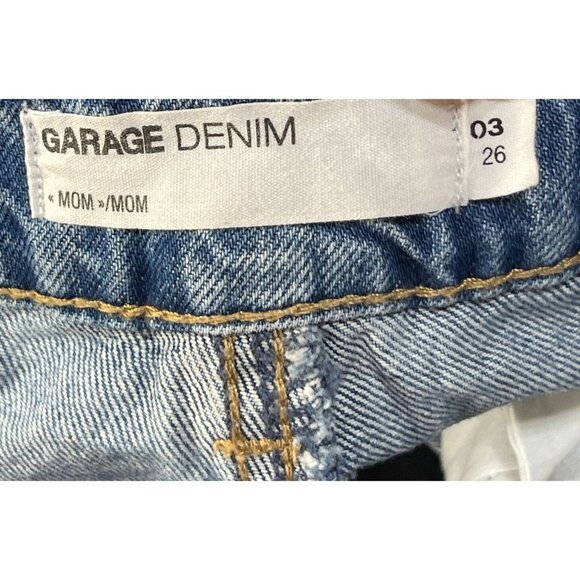 GARAGE DENIM
« MOM »/MOM
03
26